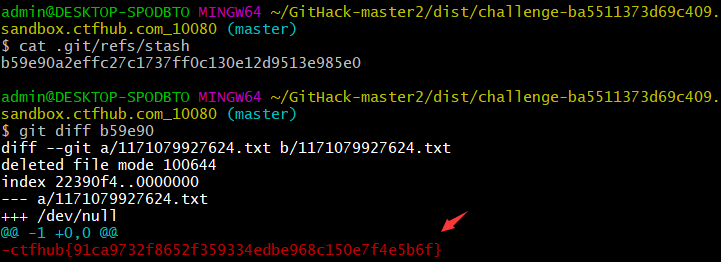 admin@DESKTOP-SPODBTO MINGW64 ~/GitHack-master2/dist/challenge-ba5511373d69c409.
sandbox.ctfhub.com_10080 (master)
$ cat .git/refs/stash
b59e90a2effc27c1737ff0c130e12d9513e985e0
admin@DESKTOP-SPODBTO MINGW64 ~/GitHack-master2/dist/challenge-ba5511373d69c409.
sandbox.ctfhub.com_10080 (master)
$ git diff b59e90
diff --git a/1171079927624.txt b/1171079927624.txt
deleted file mode 100644
index 22390f4..0000000
--- a/1171079927624.txt
+++ /dev/null
@@ -1 +0,0 @@
-ctfhub{91ca9732f8652f359334edbe968c150e7f4e5b6f}